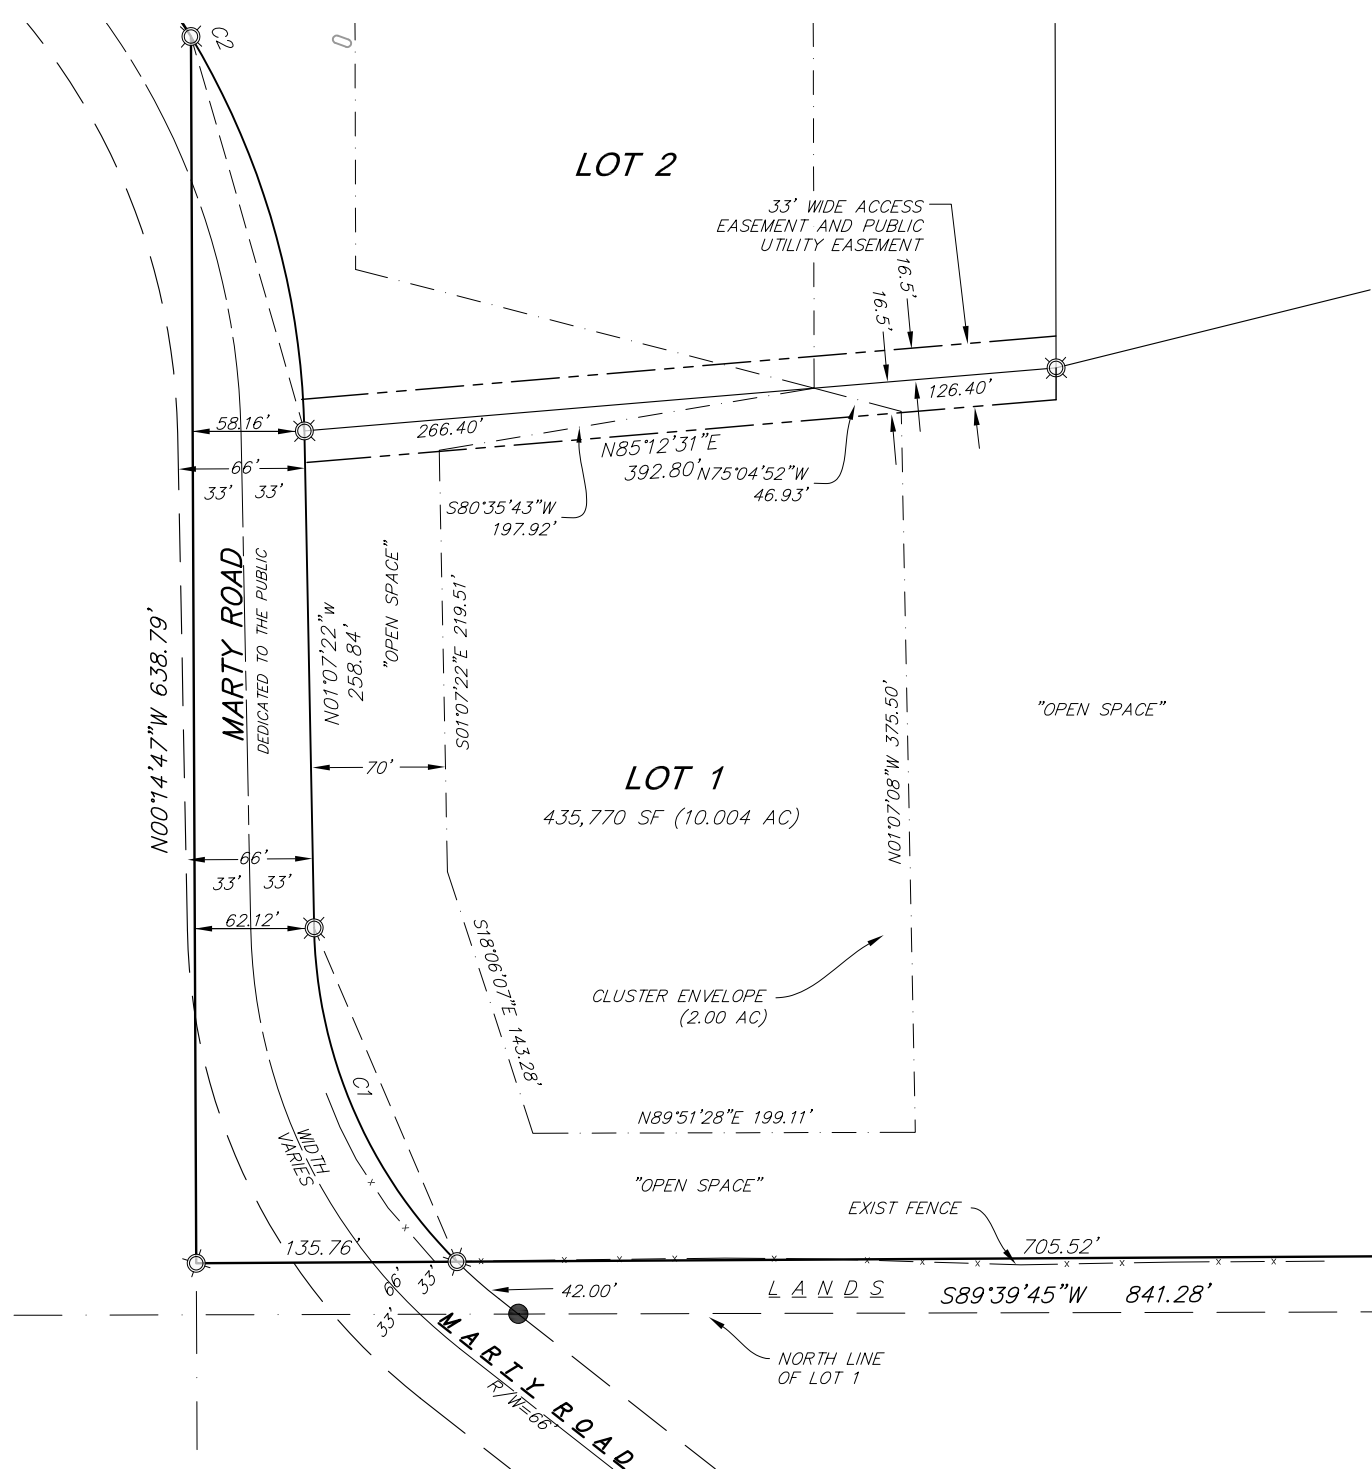 C2
0
LOT 2
33' WIDE ACCESS
EASEMENT AND PUBLIC
UTILITY EASEMENT
16.5'
16.5'
126.40'
58.16'
266.40'
N85°12'31"E
392.80'
66'
33' 33'
N75°04'52"W
46.93'
S80°35'43"W
197.92'
MARTY ROAD
DEDICATED TO THE PUBLIC
N00°14'47"W 638.79'
N01°07'22"w
258.84'
"OPEN SPACE"
S01°07'22"E 219.51'
N01°07'08"W 375.50'
"OPEN SPACE"
70'
LOT 1
435,770 SF (10.004 AC)
66'
33' 33'
62.12'
S18°06'07"E 143.28'
CLUSTER ENVELOPE
(2.00 AC)
C1
N89°51'28"E 199.11'
WIDTH
VARIES
"OPEN SPACE"
EXIST FENCE
135.76'
705.52'
66'
33'
33'
42.00'
LANDS
S89°39'45"W 841.28'
MARTY ROAD
R/W=66'
NORTH LINE
OF LOT 1